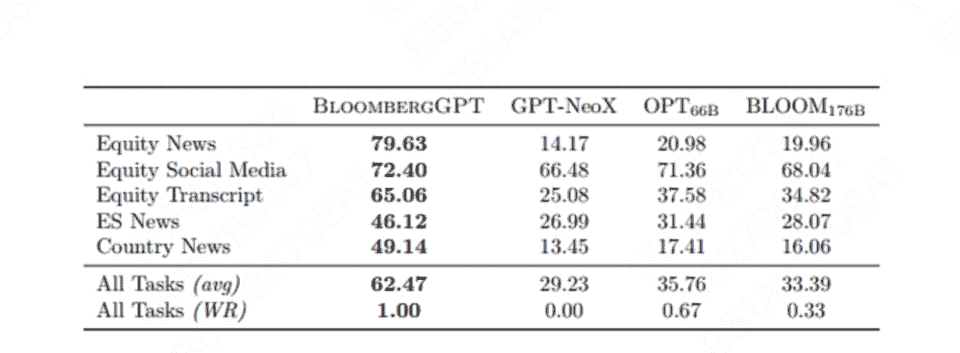 BLOOMBERGGPT GPT-NeoX OPT66B BLOOM176B
Equity News 79.63 14.17 20.98 19.96
Equity Social Media 72.40 66.48 71.36 68.04
Equity Transcript 65.06 25.08 37.58 34.82
ES News 46.12 26.99 31.44 28.07
Country News 49.14 13.45 17.41 16.06
All Tasks (avg) 62.47 29.23 35.76 33.39
All Tasks (WR) 1.00 0.00 0.67 0.33